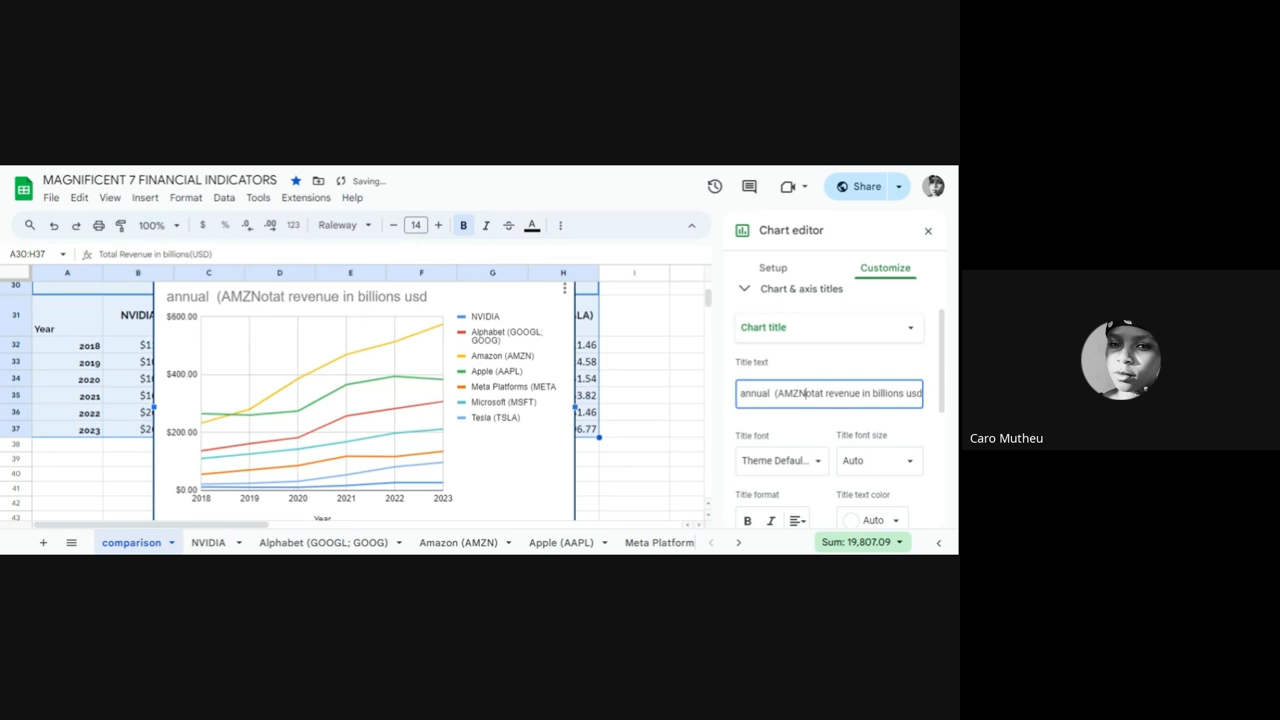 MAGNIFICENT 7 FINANCIAL INDICATORS
Saving...
File Edit View Insert Format Data Tools Extensions Help
Share
100% $ % .0 .00 123 Raleway 14 B I A
A30:H37 fx Total Revenue in billions(USD)
A B C D E F G H I
30
31 Year NVIDIA LA)
32 2018 $1 1.46
33 2019 $1 4.58
34 2020 $1 1.54
35 2021 $1 3.82
36 2022 $2 1.46
37 2023 $2 6.77
38
39
40
41
42
43
annual (AMZNotat revenue in billions usd
$600.00
$400.00
$200.00
$0.00
2018 2019 2020 2021 2022 2023
Year
NVIDIA
Alphabet (GOOGL;
GOOG)
Amazon (AMZN)
Apple (AAPL)
Meta Platforms (META
Microsoft (MSFT)
Tesla (TSLA)
Chart editor
Setup Customize
Chart & axis titles
Chart title
Title text
annual (AMZNotat revenue in billions usd
Title font Title font size
Theme Defaul... Auto
Title format Title text color
B I Auto
comparison NVIDIA Alphabet (GOOGL; GOOG) Amazon (AMZN) Apple (AAPL) Meta Platform
Sum: 19,807.09
Caro Mutheu